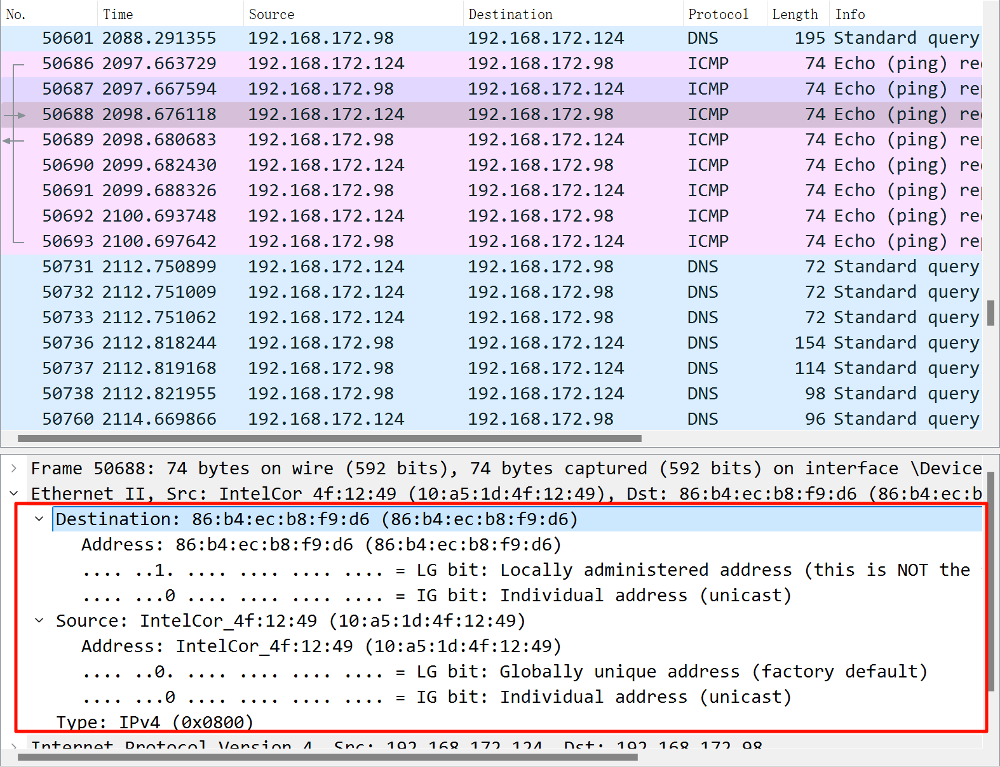 No. Time Source Destination Protocol Length Info
50601 2088.291355 192.168.172.98 192.168.172.124 DNS 195 Standard query
50686 2097.663729 192.168.172.124 192.168.172.98 ICMP 74 Echo (ping)
50687 2097.667594 192.168.172.98 192.168.172.124 ICMP 74 Echo (ping)
50688 2098.676118 192.168.172.124 192.168.172.98 ICMP 74 Echo (ping)
50689 2098.680683 192.168.172.98 192.168.172.124 ICMP 74 Echo (ping)
50690 2099.682430 192.168.172.124 192.168.172.98 ICMP 74 Echo (ping)
50691 2099.688326 192.168.172.98 192.168.172.124 ICMP 74 Echo (ping)
50692 2100.693748 192.168.172.124 192.168.172.98 ICMP 74 Echo (ping)
50693 2100.697642 192.168.172.98 192.168.172.124 ICMP 74 Echo (ping)
50731 2112.750899 192.168.172.124 192.168.172.98 DNS 72 Standard query
50732 2112.751009 192.168.172.124 192.168.172.98 DNS 72 Standard query
50733 2112.751062 192.168.172.124 192.168.172.98 DNS 72 Standard query
50736 2112.818244 192.168.172.98 192.168.172.124 DNS 154 Standard query
50737 2112.819168 192.168.172.98 192.168.172.124 DNS 114 Standard query
50738 2112.821955 192.168.172.98 192.168.172.124 DNS 98 Standard query
50760 2114.669866 192.168.172.124 192.168.172.98 DNS 96 Standard query
Frame 50688: 74 bytes on wire (592 bits), 74 bytes captured (592 bits) on interface \Device
Ethernet II, Src: IntelCor 4f:12:49 (10:a5:1d:4f:12:49), Dst: 86:b4:ec:b8:f9:d6 (86:b4:ec:b
Destination: 86:b4:ec:b8:f9:d6 (86:b4:ec:b8:f9:d6)
Address: 86:b4:ec:b8:f9:d6 (86:b4:ec:b8:f9:d6)
.... ..1. .... .... .... .... = LG bit: Locally administered address (this is NOT the
.... ...0 .... .... .... .... = IG bit: Individual address (unicast)
Source: IntelCor_4f:12:49 (10:a5:1d:4f:12:49)
Address: IntelCor_4f:12:49 (10:a5:1d:4f:12:49)
.... ..0. .... .... .... .... = LG bit: Globally unique address (factory default)
.... ...0 .... .... .... .... = IG bit: Individual address (unicast)
Type: IPv4 (0x0800)
Internet Protocol Version 4, Src: 192.168.172.124, Dst: 192.168.172.98